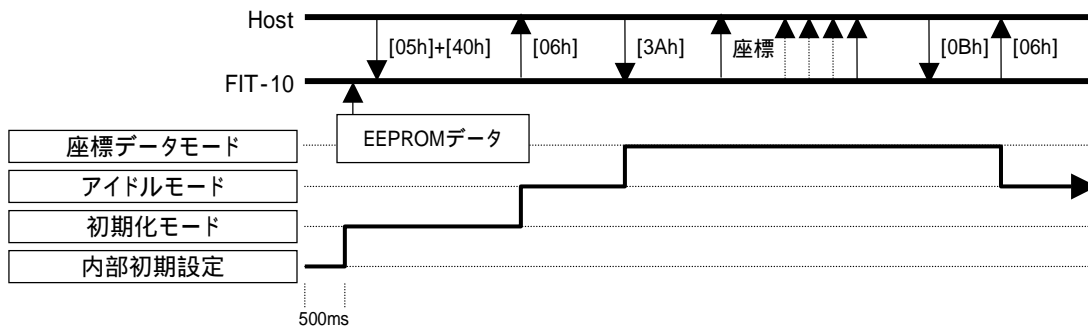 Host
[05h]+[40h] [06h] [3Ah] 座標 [0Bh] [06h]
FIT-10
EEPROMデータ
座標データモード
アイドルモード
初期化モード
内部初期設定
500ms